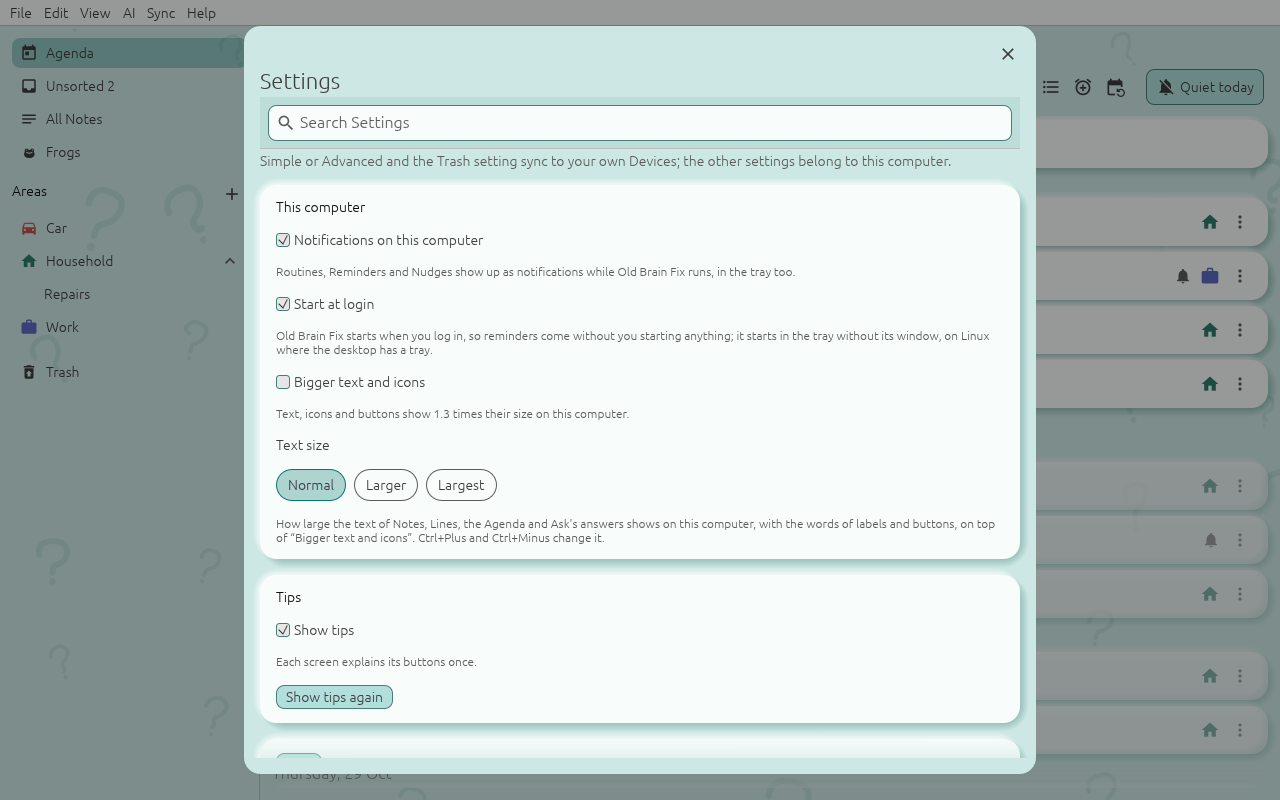 File Edit View AI Sync Help
Agenda
Unsorted 2
All Notes
Frogs
Areas
Car
Household
Repairs
Work
Trash
Quiet today
Settings
Search Settings
Simple or Advanced and the Trash setting sync to your own Devices; the other settings belong to this computer.
This computer
Notifications on this computer
Routines, Reminders and Nudges show up as notifications while Old Brain Fix runs, in the tray too.
Start at login
Old Brain Fix starts when you log in, so reminders come without you starting anything; it starts in the tray without its window, on Linux
where the desktop has a tray.
Bigger text and icons
Text, icons and buttons show 1.3 times their size on this computer.
Text size
Normal Larger Largest
How large the text of Notes, Lines, the Agenda and Ask's answers shows on this computer, with the words of labels and buttons, on top
of “Bigger text and icons”. Ctrl+Plus and Ctrl+Minus change it.
Tips
Show tips
Each screen explains its buttons once.
Show tips again
Thursday, 29 Oct